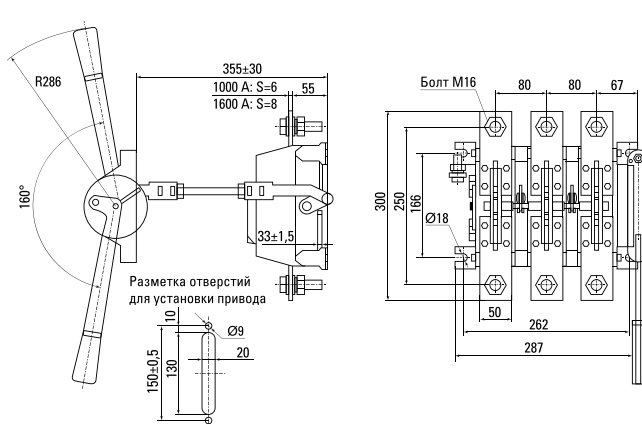 R286
355±30
1000 A: S=6
1600 A: S=8
55
160°
33±1,5
Разметка отверстий
для установки привода
10
Ø9
20
150±0,5
130
Болт М16
80
80
67
300
250
166
Ø18
50
262
287